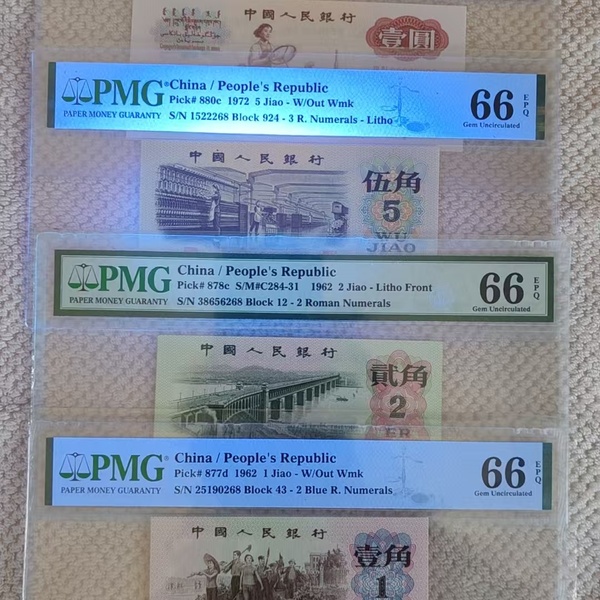 中國人民銀行
壹圓
PMG
PAPER MONEY GUARANTY
China / People's Republic
Pick# 880c 1972 5 Jiao - W/Out Wmk
S/N 1522268 Block 924 - 3 R. Numerals - Litho
66 EPQ
Gem Uncirculated
中國人民銀行
伍角
5
WU
JIAO
PMG
PAPER MONEY GUARANTY
China / People's Republic
Pick# 878c S/M#C284-31 1962 2 Jiao - Litho Front
S/N 38656268 Block 12 - 2 Roman Numerals
66 EPQ
Gem Uncirculated
中國人民銀行
貳角
2
ER
PMG
PAPER MONEY GUARANTY
China / People's Republic
Pick# 877d 1962 1 Jiao - W/Out Wmk
S/N 25190268 Block 43 - 2 Blue R. Numerals
66 EPQ
Gem Uncirculated
中國人民銀行
壹角
1